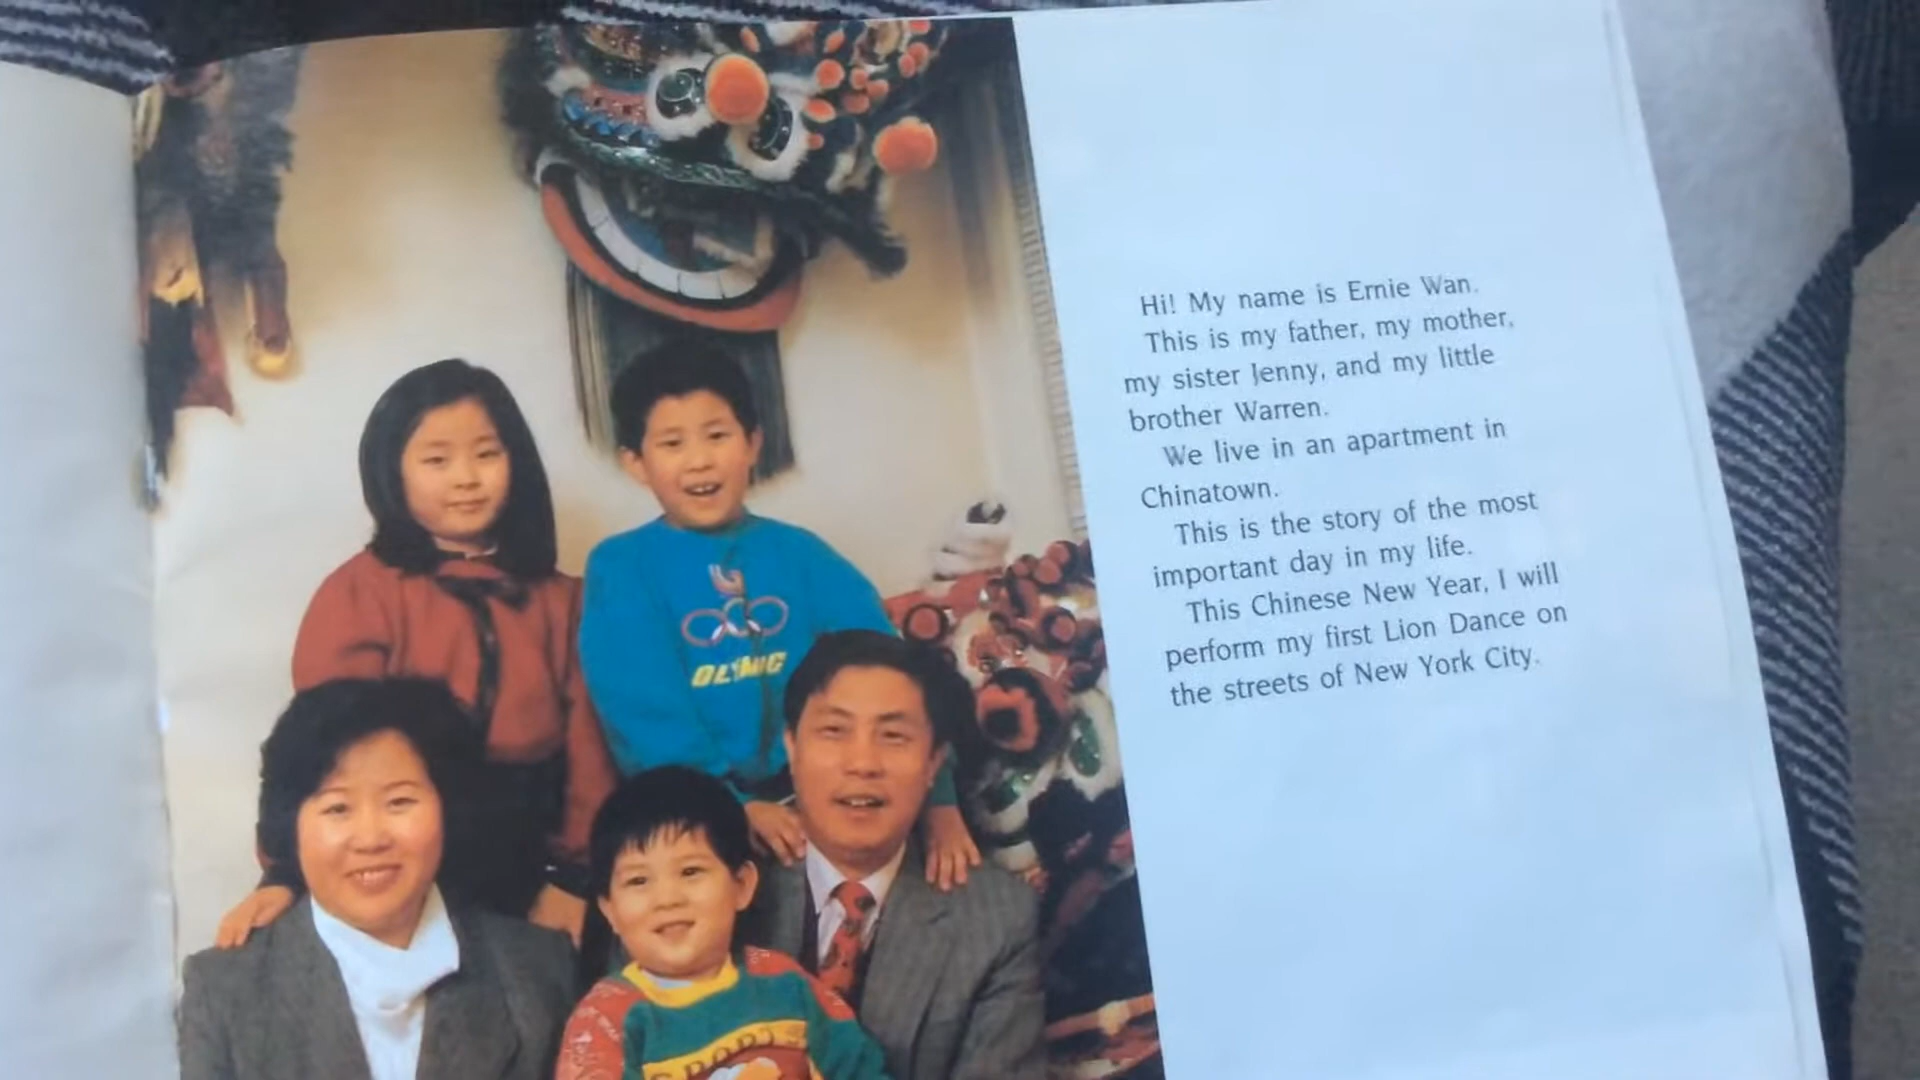 Hi! My name is Ernie Wan.
This is my father, my mother,
my sister Jenny, and my little
brother Warren.
We live in an apartment in
Chinatown.
This is the story of the most
important day in my life.
This Chinese New Year, I will
perform my first Lion Dance on
the streets of New York City.
OLYMPIC